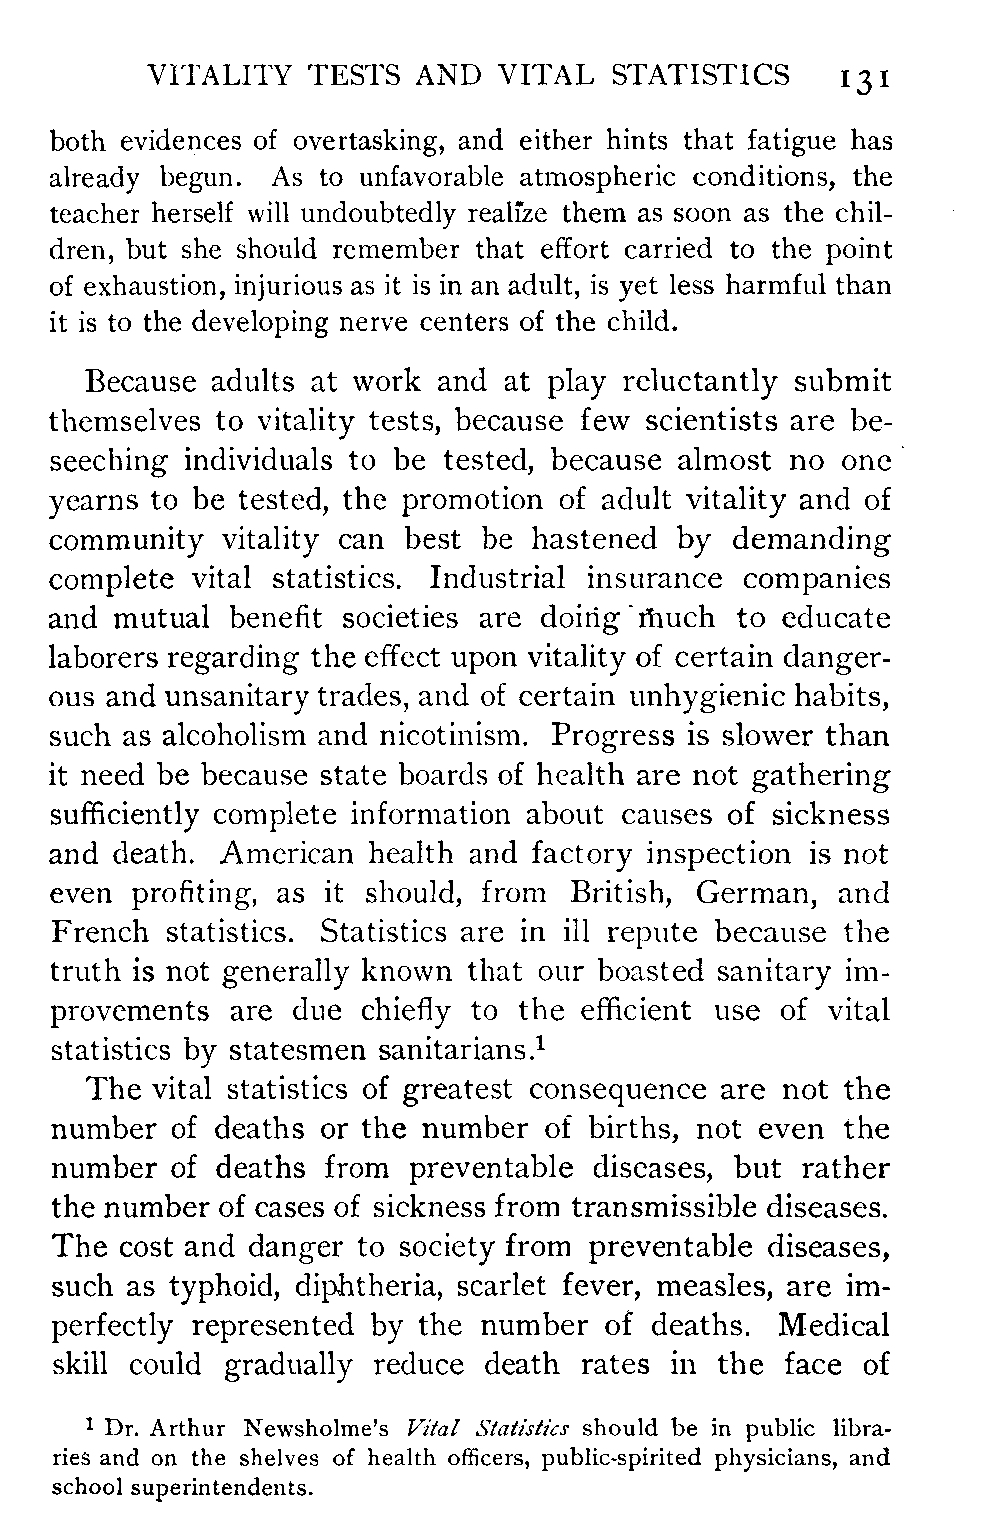 VITALITY TESTS AND VITAL STATISTICS 131
both evidences of overtasking, and either hints that fatigue has
already begun. As to unfavorable atmospheric conditions, the
teacher herself will undoubtedly realize them as soon as the chil-
dren, but she should remember that effort carried to the point
of exhaustion, injurious as it is in an adult, is yet less harmful than
it is to the developing nerve centers of the child.
Because adults at work and at play reluctantly submit
themselves to vitality tests, because few scientists are be-
seeching individuals to be tested, because almost no one
yearns to be tested, the promotion of adult vitality and of
community vitality can best be hastened by demanding
complete vital statistics. Industrial insurance companies
and mutual benefit societies are doing much to educate
laborers regarding the effect upon vitality of certain danger-
ous and unsanitary trades, and of certain unhygienic habits,
such as alcoholism and nicotinism. Progress is slower than
it need be because state boards of health are not gathering
sufficiently complete information about causes of sickness
and death. American health and factory inspection is not
even profiting, as it should, from British, German, and
French statistics. Statistics are in ill repute because the
truth is not generally known that our boasted sanitary im-
provements are due chiefly to the efficient use of vital
statistics by statesmen sanitarians.¹
The vital statistics of greatest consequence are not the
number of deaths or the number of births, not even the
number of deaths from preventable diseases, but rather
the number of cases of sickness from transmissible diseases.
The cost and danger to society from preventable diseases,
such as typhoid, diphtheria, scarlet fever, measles, are im-
perfectly represented by the number of deaths. Medical
skill could gradually reduce death rates in the face of
¹ Dr. Arthur Newsholme's Vital Statistics should be in public libra-
ries and on the shelves of health officers, public-spirited physicians, and
school superintendents.